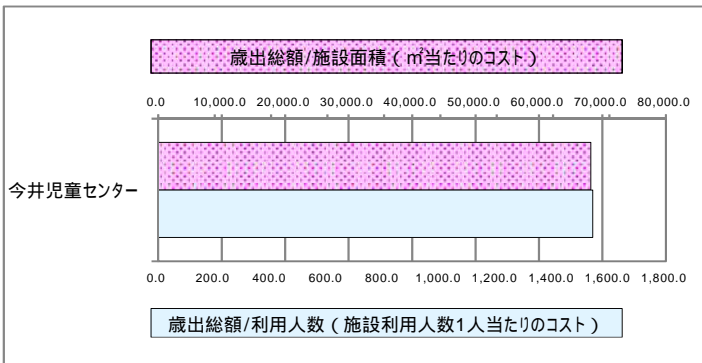 歳出総額/施設面積（㎡当たりのコスト）
0.0 10,000.0 20,000.0 30,000.0 40,000.0 50,000.0 60,000.0 70,000.0 80,000.0
今井児童センター
0.0 200.0 400.0 600.0 800.0 1,000.0 1,200.0 1,400.0 1,600.0 1,800.0
歳出総額/利用人数（施設利用人数1人当たりのコスト）